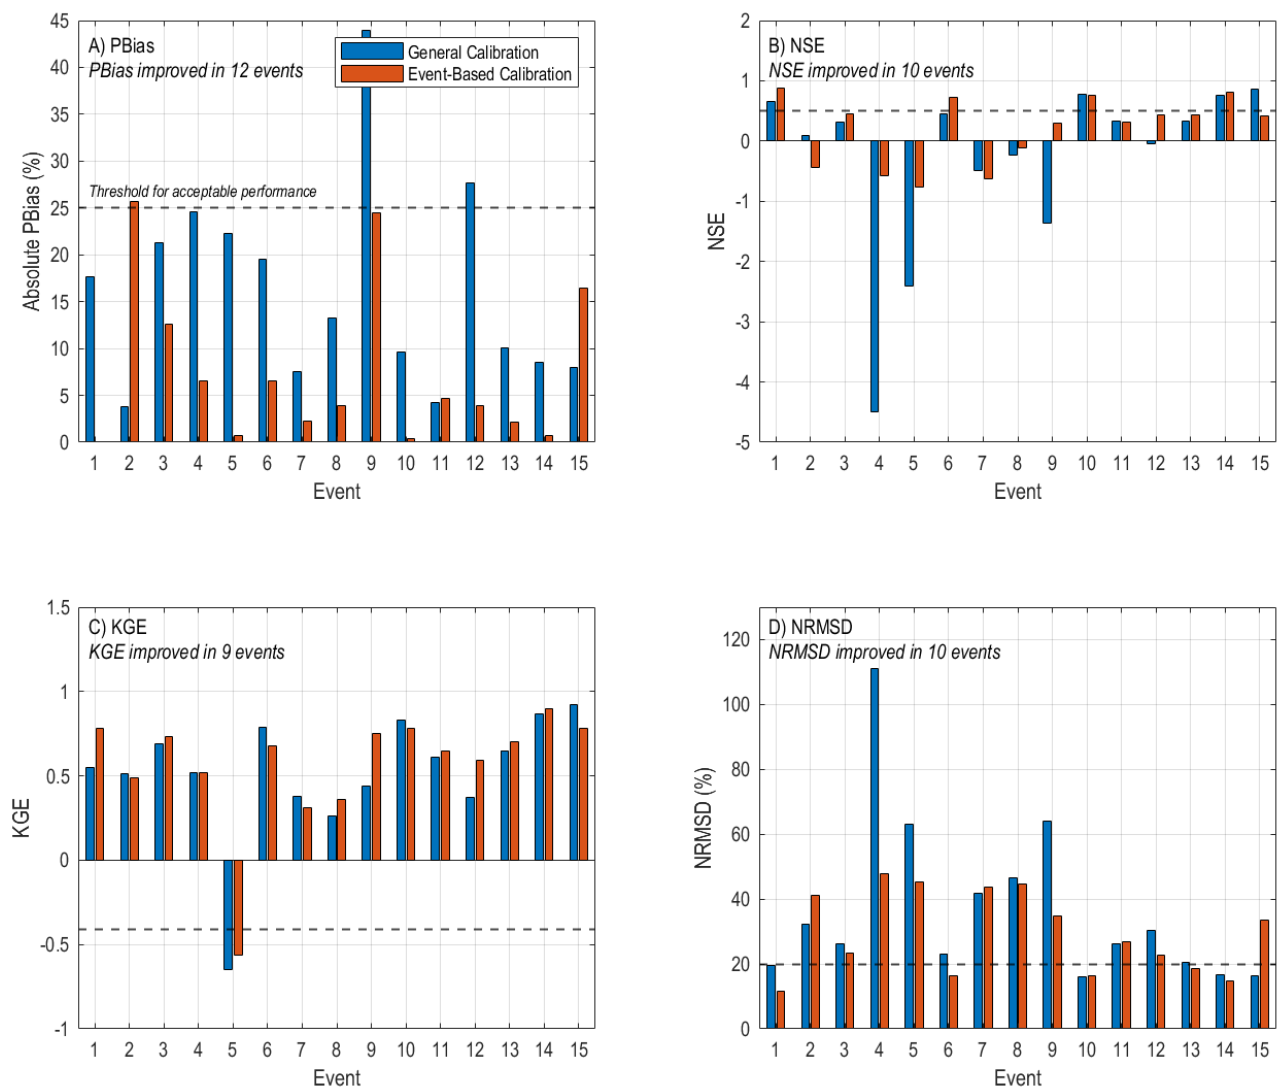 A) PBias
PBias improved in 12 events
General Calibration
Event-Based Calibration
Threshold for acceptable performance
Absolute PBias (%)
45
40
35
30
25
20
15
10
5
0
1 2 3 4 5 6 7 8 9 10 11 12 13 14 15
Event
B) NSE
NSE improved in 10 events
NSE
2
1
0
-1
-2
-3
-4
-5
1 2 3 4 5 6 7 8 9 10 11 12 13 14 15
Event
C) KGE
KGE improved in 9 events
KGE
1.5
1
0.5
0
-0.5
-1
1 2 3 4 5 6 7 8 9 10 11 12 13 14 15
Event
D) NRMSD
NRMSD improved in 10 events
NRMSD (%)
120
100
80
60
40
20
0
1 2 3 4 5 6 7 8 9 10 11 12 13 14 15
Event